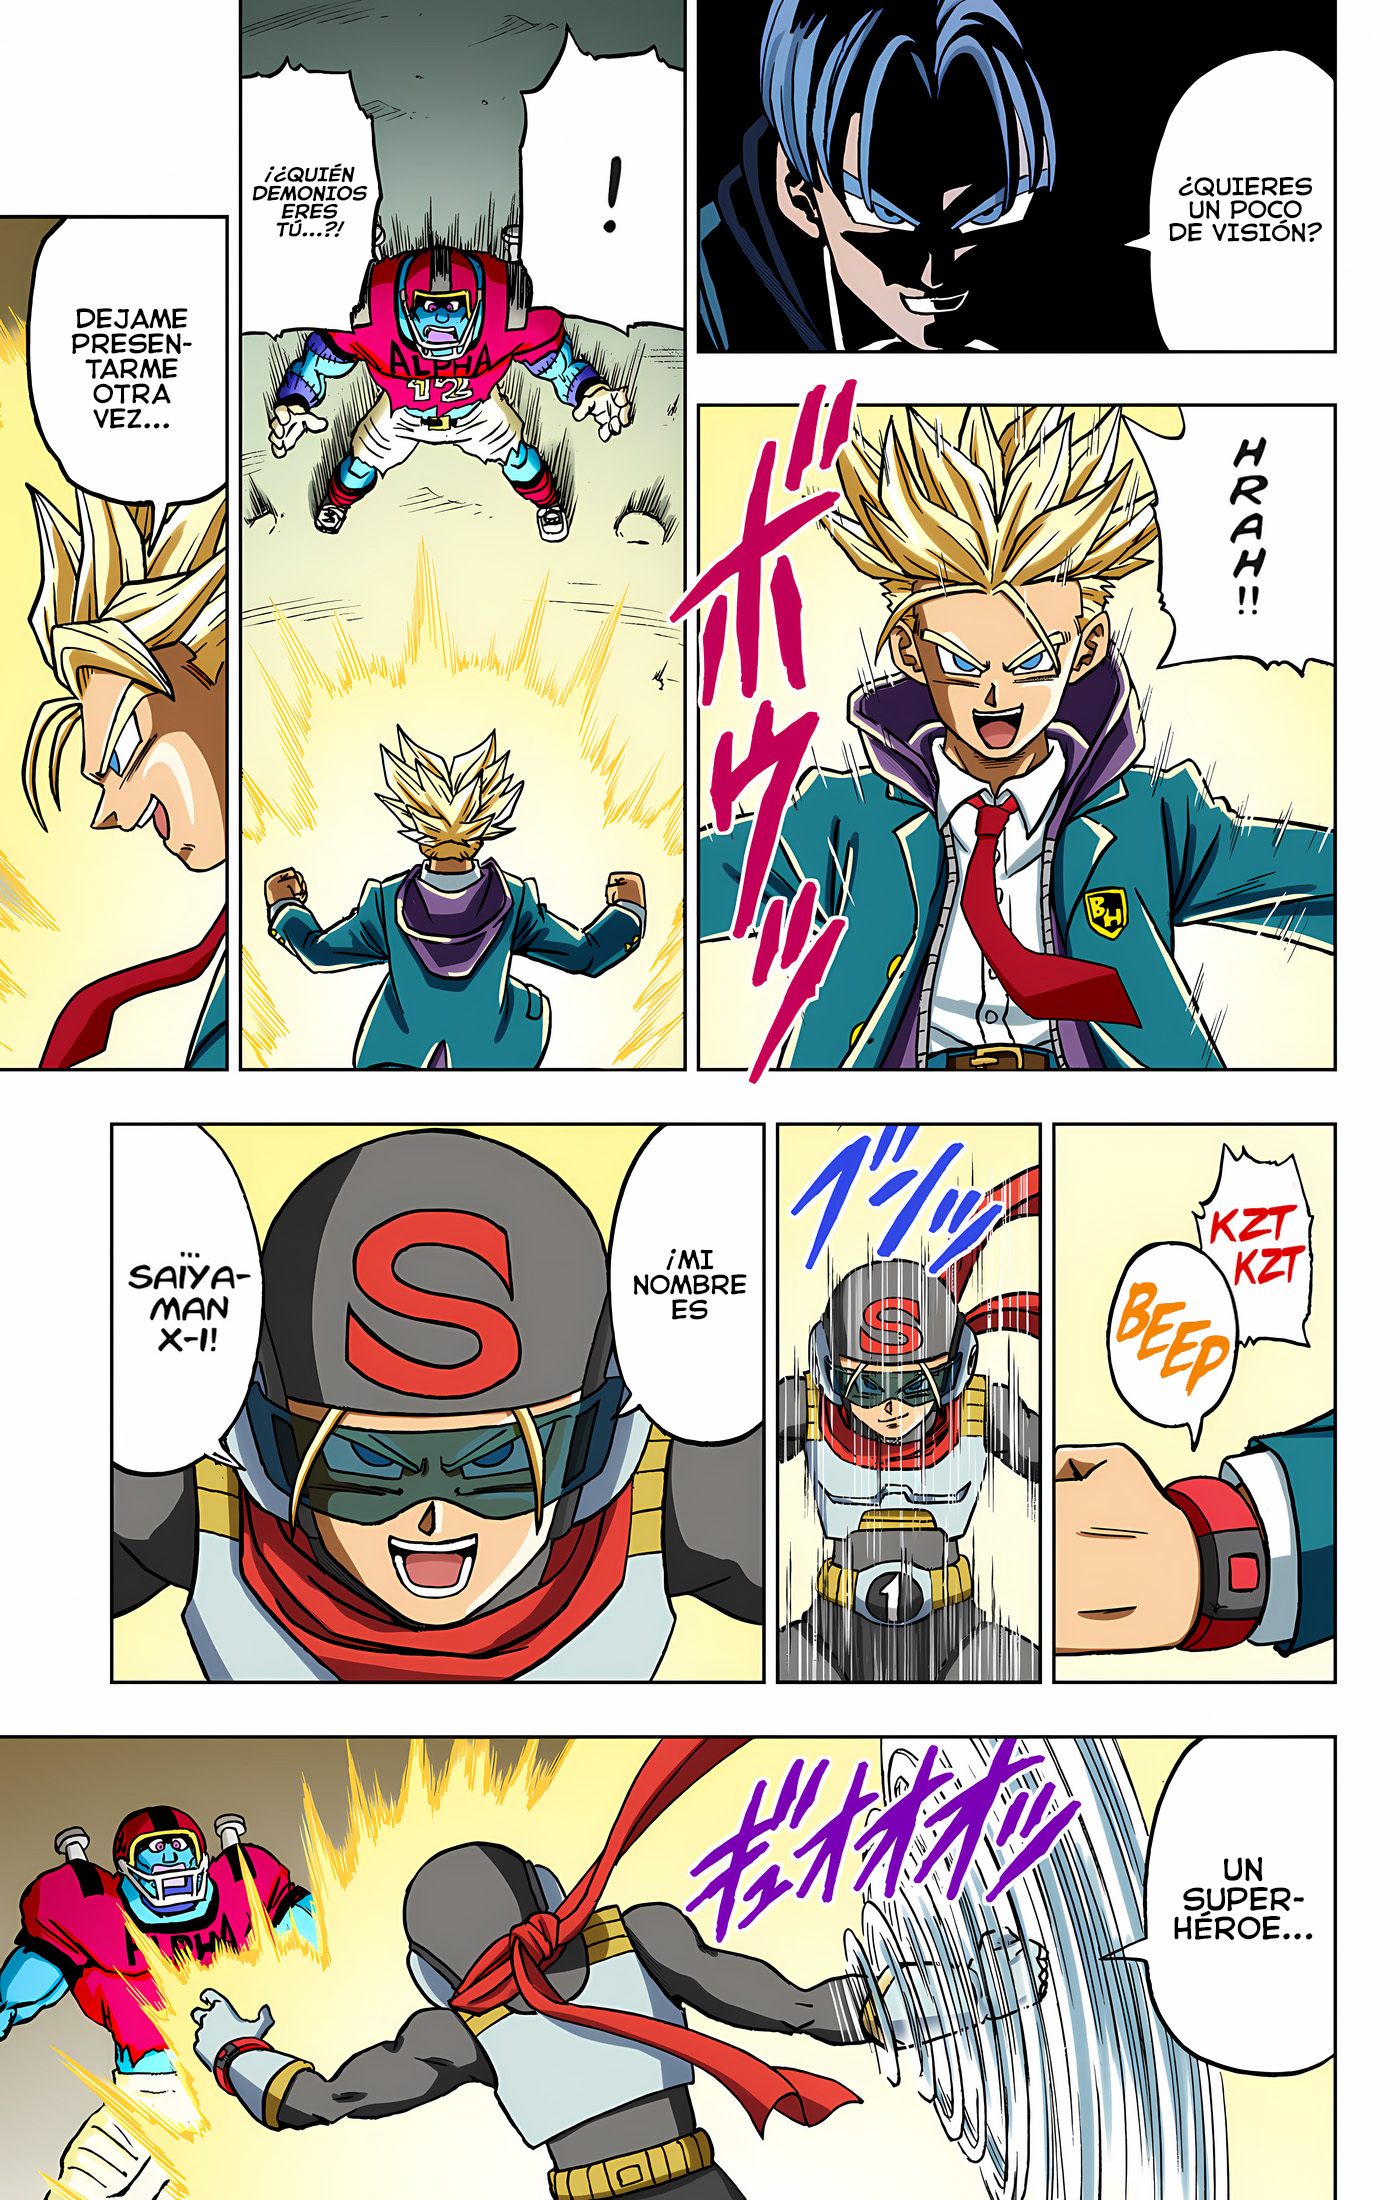 ¿QUIERES
UN POCO
DE VISIÓN?
HRAH!!
ボウッ
BH
!
¡¿QUIÉN
DEMONIOS
ERES
TÚ...?!
ALPHA
12
DEJAME
PRESEN-
TARME
OTRA
VEZ...
KZT
KZT
BEEP
ブンッ
S
1
¡MI
NOMBRE
ES
S
...
SAIYA-
MAN
X-1!
UN
SUPER-
HÉROE...
ギュオオオッ
ALPHA